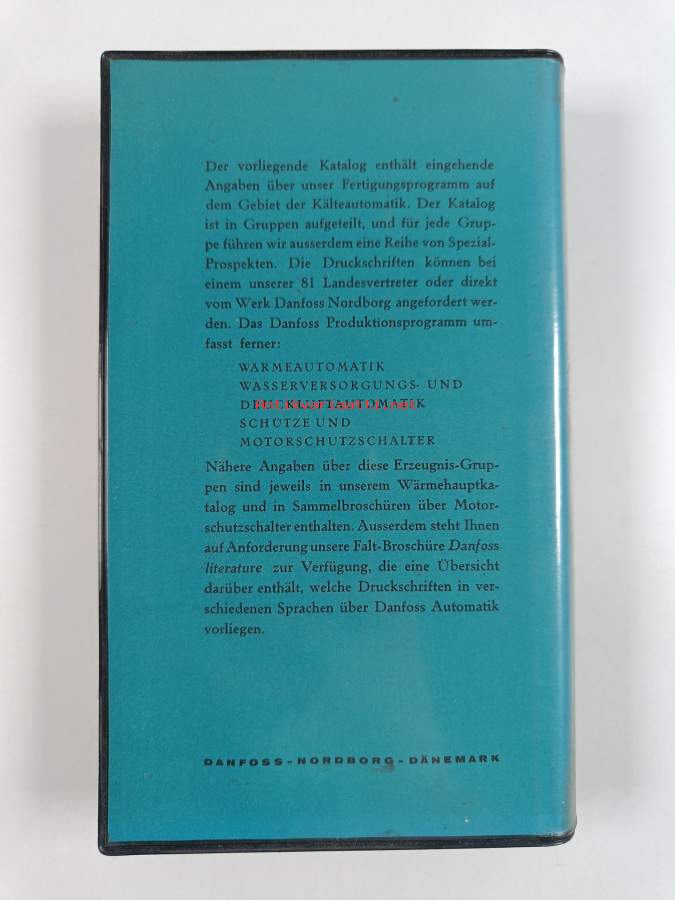 Der vorliegende Katalog enthält eingehende
Angaben über unser Fertigungsprogramm auf
dem Gebiet der Kälteautomatik. Der Katalog
ist in Gruppen aufgeteilt, und für jede Grup-
pe führen wir ausserdem eine Reihe von Spezial-
Prospekten. Die Druckschriften können bei
einem unserer 81 Landesvertreter oder direkt
vom Werk Danfoss Nordborg angefordert wer-
den. Das Danfoss Produktionsprogramm um-
fasst ferner:
WÄRMEAUTOMATIK
WASSERVERSORGUNGS- UND
DRUCKLUFTAUTOMATIK
SCHÜTZE UND
MOTORSCHUTZSCHALTER
Nähere Angaben über diese Erzeugnis-Grup-
pen sind jeweils in unserem Wärmehauptka-
talog und in Sammelbroschüren über Motor-
schutzschalter enthalten. Ausserdem steht Ihnen
auf Anforderung unsere Falt-Broschüre Danfoss
literature zur Verfügung, die eine Übersicht
darüber enthält, welche Druckschriften in ver-
schiedenen Sprachen über Danfoss Automatik
vorliegen.
DANFOSS - NORDBORG - DÄNEMARK